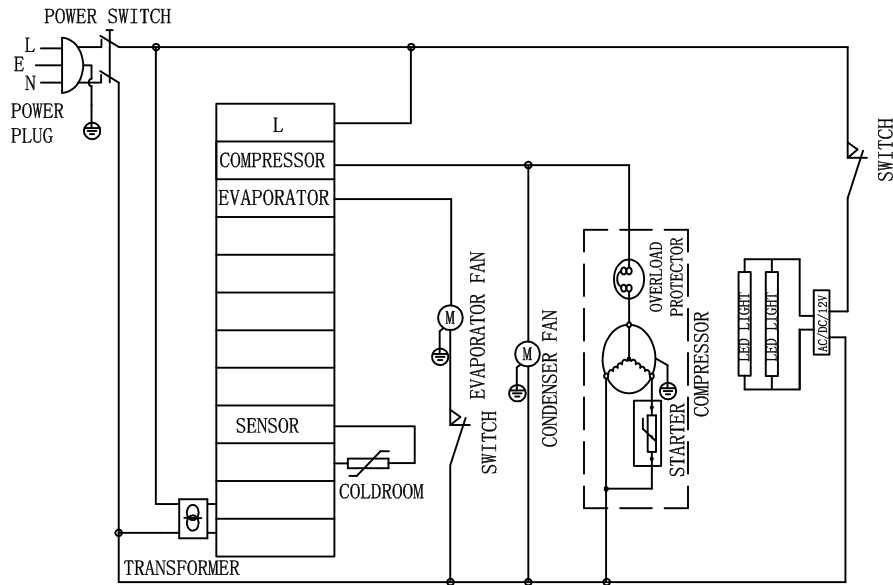 POWER SWITCH
L
E
N
POWER
PLUG
L
COMPRESSOR
EVAPORATOR
SENSOR
COLDROOM
TRANSFORMER
M
EVAPORATOR FAN
SWITCH
M
CONDENSER FAN
OVERLOAD
PROTECTOR
COMPRESSOR
STARTER
LED LIGHT
LED LIGHT
AC/DC/12V
SWITCH